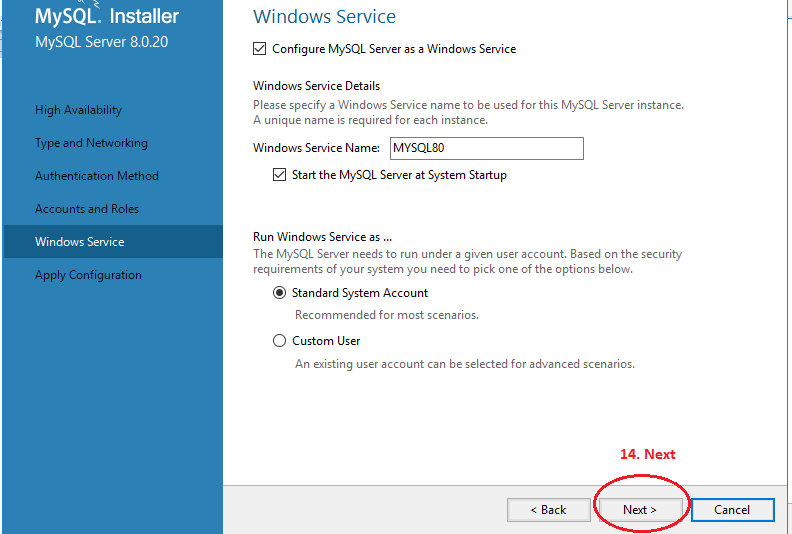 MySQL. Installer
MySQL Server 8.0.20
High Availability
Type and Networking
Authentication Method
Accounts and Roles
Windows Service
Apply Configuration
Windows Service
Configure MySQL Server as a Windows Service
Windows Service Details
Please specify a Windows Service name to be used for this MySQL Server instance.
A unique name is required for each instance.
Windows Service Name: MYSQL80
Start the MySQL Server at System Startup
Run Windows Service as ...
The MySQL Server needs to run under a given user account. Based on the security
requirements of your system you need to pick one of the options below.
Standard System Account
Recommended for most scenarios.
Custom User
An existing user account can be selected for advanced scenarios.
14. Next
< Back Next > Cancel